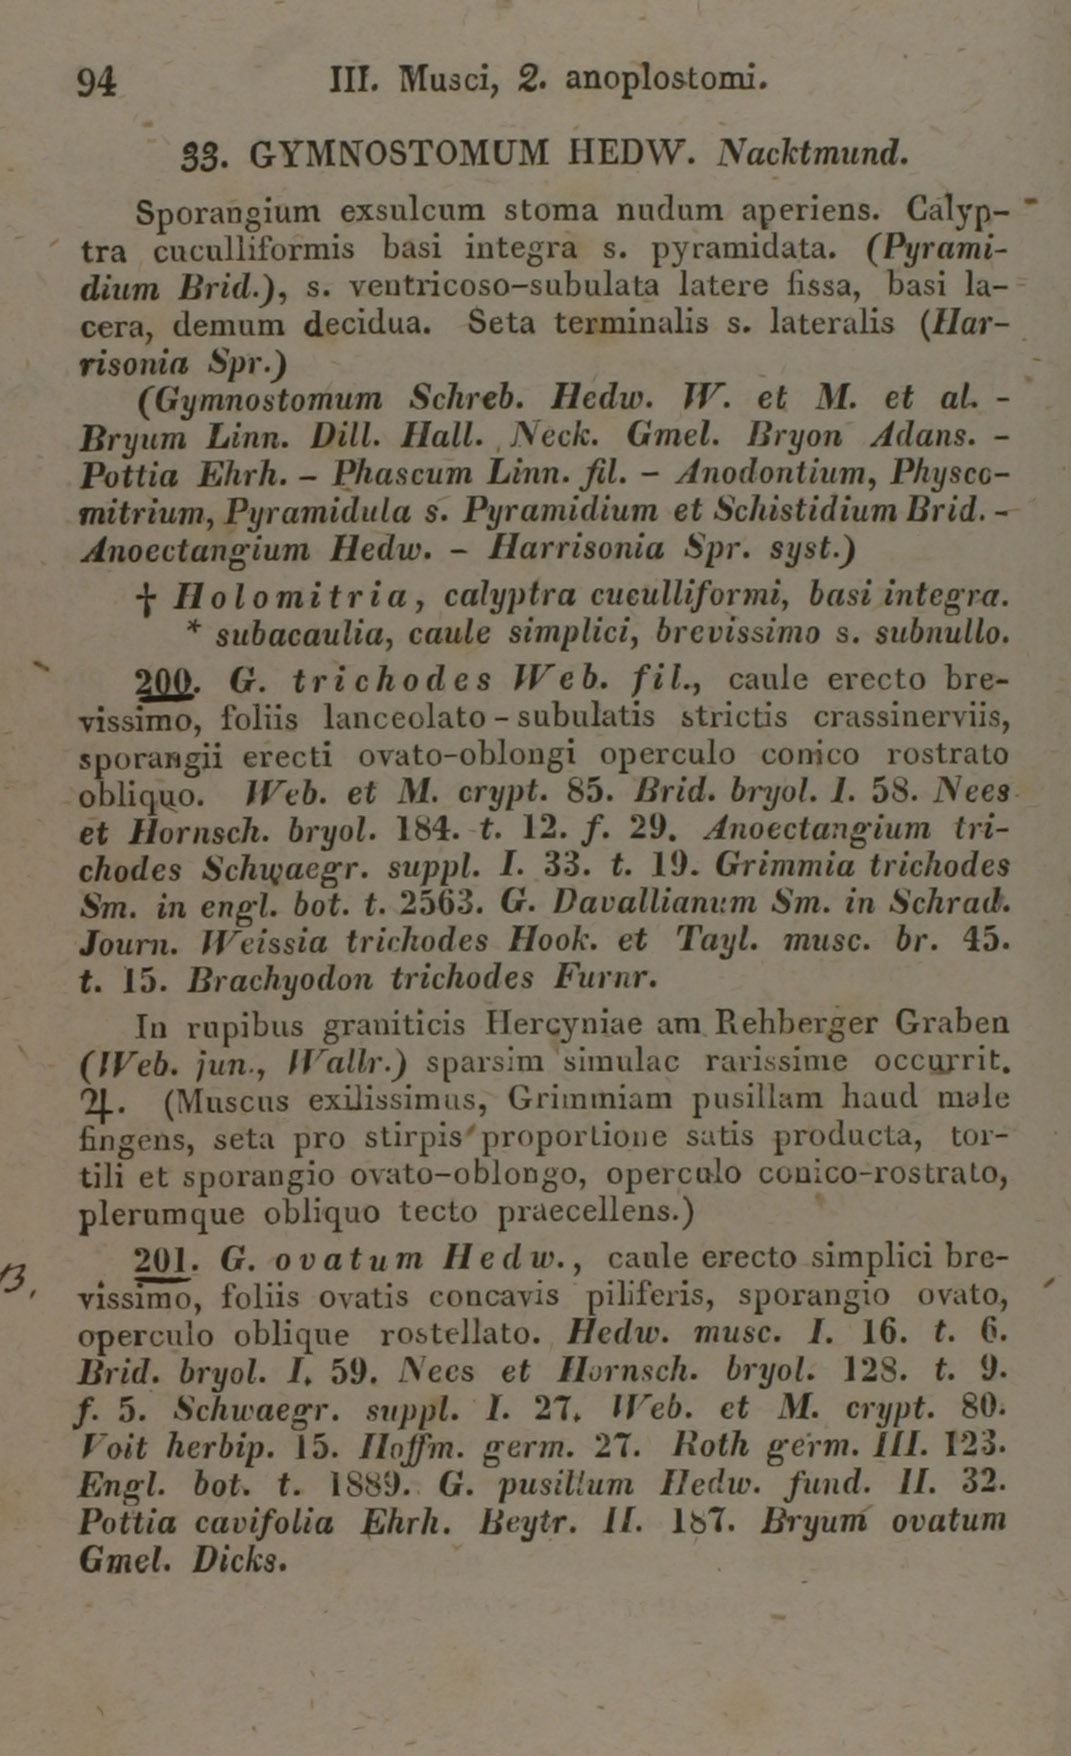 94 III. Musci, 2. anoplostomi.
33. GYMNOSTOMUM HEDW. Nacktmund.
Sporangium exsulcum stoma nudum aperiens. Calyp-
tra cuculliformis basi integra s. pyramidata. (Pyrami-
dium Brid.), s. ventricoso-subulata latere fissa, basi la-
cera, demum decidua. Seta terminalis s. lateralis (Har-
risonia Spr.)
(Gymnostomum Schreb. Hedw. W. et M. et al. -
Bryum Linn. Dill. Hall. Neck. Gmel. Bryon Adans. -
Pottia Ehrh. - Phascum Linn. fil. - Anodontium, Physco-
mitrium, Pyramidula s. Pyramidium et Schistidium Brid. -
Anoectangium Hedw. - Harrisonia Spr. syst.)
† Holomitria, calyptra cuculliformi, basi integra.
* subacaulia, caule simplici, brevissimo s. subnullo.
200. G. trichodes Web. fil., caule erecto bre-
vissimo, foliis lanceolato-subulatis strictis crassinerviis,
sporangii erecti ovato-oblongi operculo conico rostrato
obliquo. Web. et M. crypt. 85. Brid. bryol. I. 58. Nees
et Hornsch. bryol. 184. t. 12. f. 29. Anoectangium tri-
chodes Schwaegr. suppl. I. 33. t. 19. Grimmia trichodes
Sm. in engl. bot. t. 2563. G. Davallianum Sm. in Schrad.
Journ. Weissia trichodes Hook. et Tayl. musc. br. 45.
t. 15. Brachyodon trichodes Furnr.
In rupibus graniticis Hercyniae am Rehberger Graben
(Web. jun., Wallr.) sparsim simulac rarissime occurrit.
♃. (Muscus exilissimus, Grimmiam pusillam haud male
fingens, seta pro stirpis proportione satis producta, tor-
tili et sporangio ovato-oblongo, operculo conico-rostrato,
plerumque obliquo tecto praecellens.)
201. G. ovatum Hedw., caule erecto simplici bre-
B, vissimo, foliis ovatis concavis piliferis, sporangio ovato,
operculo oblique rostellato. Hedw. musc. I. 16. t. 6.
Brid. bryol. I. 59. Nees et Hornsch. bryol. 128. t. 9.
f. 5. Schwaegr. suppl. I. 27. Web. et M. crypt. 80.
Voit herbip. 15. Hoffm. germ. 27. Roth germ. III. 123.
Engl. bot. t. 1889. G. pusillum Hedw. fund. II. 32.
Pottia cavifolia Ehrh. Beytr. II. 187. Bryum ovatum
Gmel. Dicks.